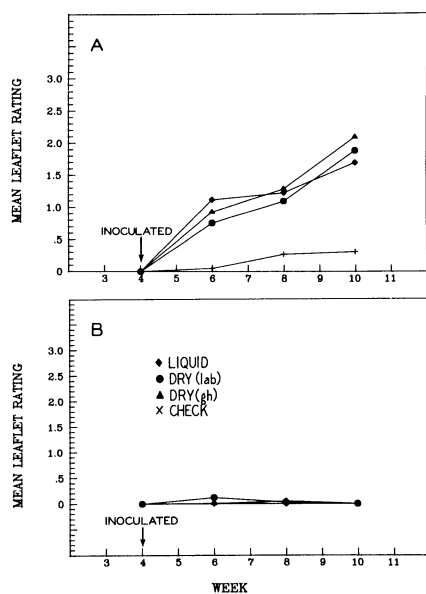 A
MEAN LEAFLET RATING
3.0
2.5
2.0
1.5
1.0
.5
0
INOCULATED
3 4 5 6 7 8 9 10 11
B
MEAN LEAFLET RATING
3.0
2.5
2.0
1.5
1.0
.5
0
LIQUID
DRY (lab)
DRY (gh)
CHECK
INOCULATED
3 4 5 6 7 8 9 10 11
WEEK